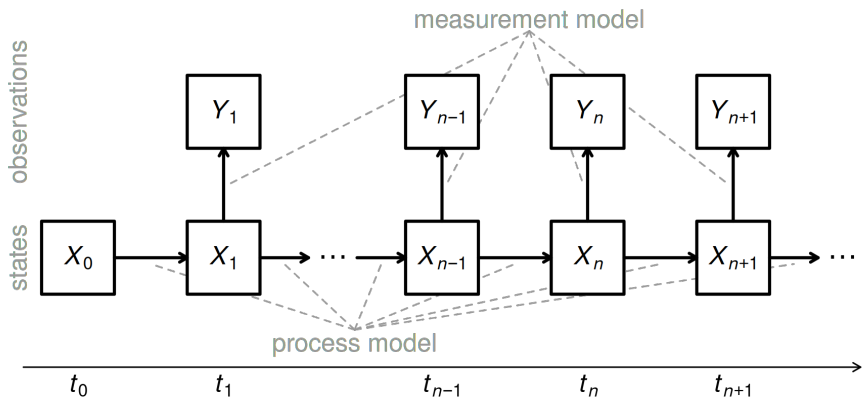 measurement model
observations
Y₁ Yₙ₋₁ Yₙ Yₙ₊₁
states
X₀ X₁ ··· Xₙ₋₁ Xₙ Xₙ₊₁ ···
process model
t₀ t₁ tₙ₋₁ tₙ tₙ₊₁